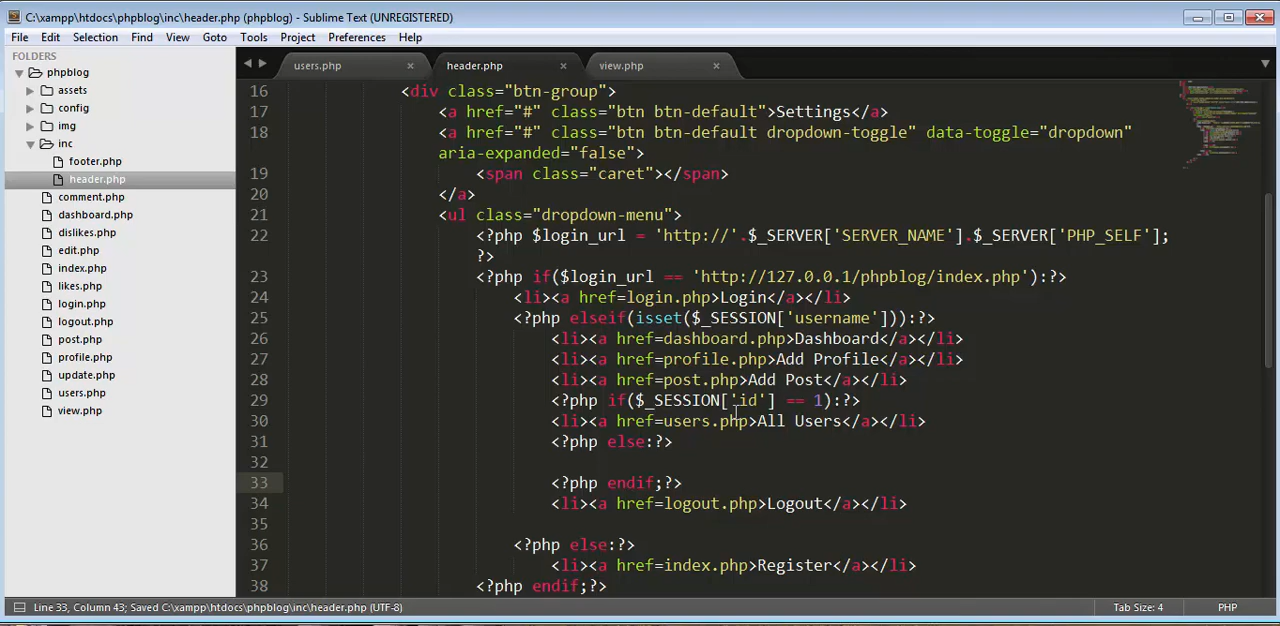 C:\xampp\htdocs\phpblog\inc\header.php (phpblog) - Sublime Text (UNREGISTERED)
File Edit Selection Find View Goto Tools Project Preferences Help
FOLDERS
phpblog
assets
config
img
inc
footer.php
header.php
comment.php
dashboard.php
dislikes.php
edit.php
index.php
likes.php
login.php
logout.php
post.php
profile.php
update.php
users.php
view.php
users.php header.php view.php
16 <div class="btn-group">
17 <a href="#" class="btn btn-default">Settings</a>
18 <a href="#" class="btn btn-default dropdown-toggle" data-toggle="dropdown"
aria-expanded="false">
19 <span class="caret"></span>
20 </a>
21 <ul class="dropdown-menu">
22 <?php $login_url = 'http://'.$_SERVER['SERVER_NAME'].$_SERVER['PHP_SELF'];
?>
23 <?php if($login_url == 'http://127.0.0.1/phpblog/index.php'):?>
24 <li><a href=login.php>Login</a></li>
25 <?php elseif(isset($_SESSION['username'])):?>
26 <li><a href=dashboard.php>Dashboard</a></li>
27 <li><a href=profile.php>Add Profile</a></li>
28 <li><a href=post.php>Add Post</a></li>
29 <?php if($_SESSION['id'] == 1):?>
30 <li><a href=users.php>All Users</a></li>
31 <?php else:?>
32
33 <?php endif;?>
34 <li><a href=logout.php>Logout</a></li>
35
36 <?php else:?>
37 <li><a href=index.php>Register</a></li>
38 <?php endif;?>
Line 33, Column 43; Saved C:\xampp\htdocs\phpblog\inc\header.php (UTF-8) Tab Size: 4 PHP